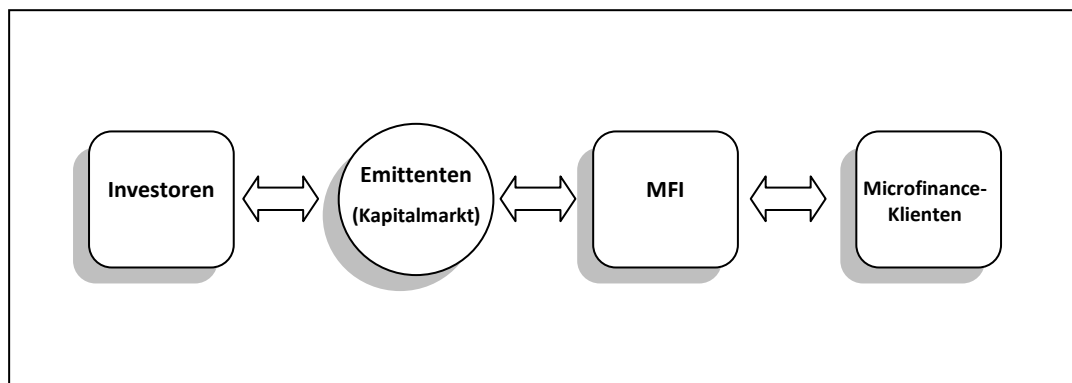 Investoren
Emittenten
(Kapitalmarkt)
MFI
Microfinance-
Klienten